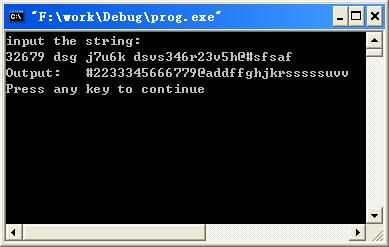 "F:\work\Debug\prog.exe"
input the string:
32679 dsg j7u6k dsvs346r23v5h@#sfsaf
Output:   #2233345666779@addffghjkrsssssuvv
Press any key to continue